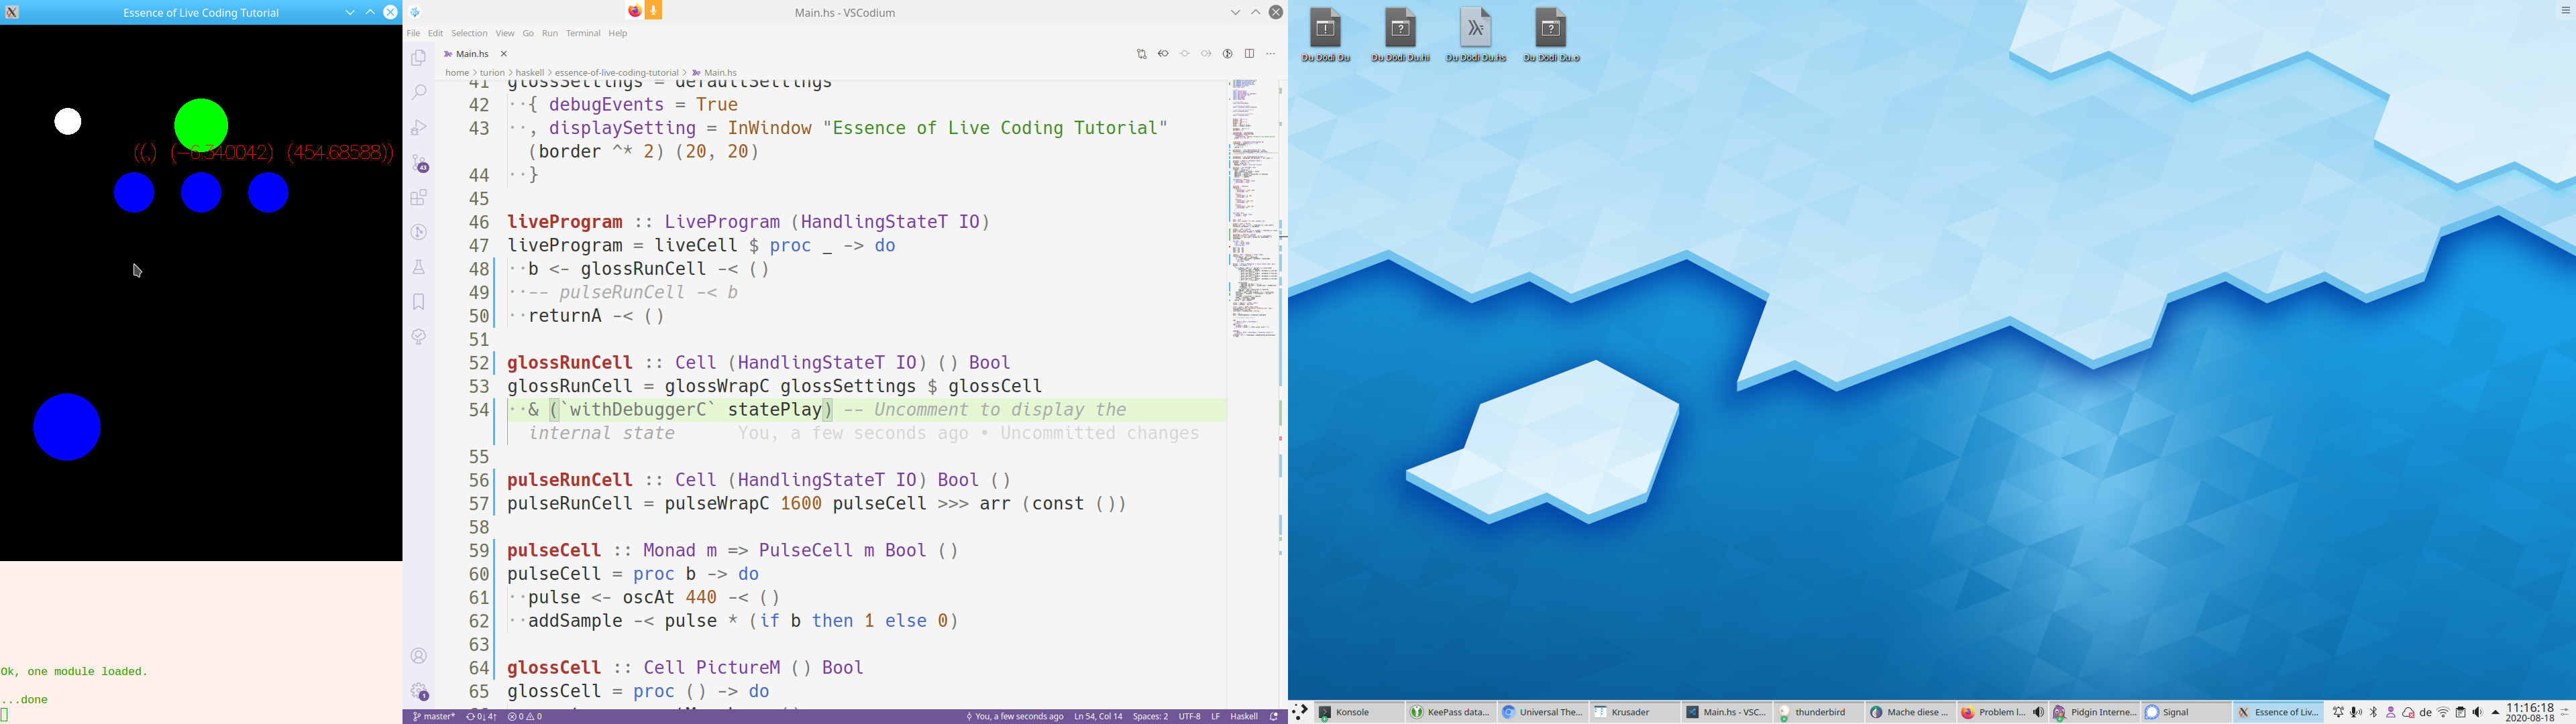 Essence of Live Coding Tutorial
((,) (−6.340042) (454.68588))
Ok, one module loaded.
...done
Main.hs - VSCodium
File Edit Selection View Go Run Terminal Help
Main.hs
home › turion › haskell › essence-of-live-coding-tutorial › Main.hs
41 glossSettings = defaultSettings
42 ··{ debugEvents = True
43 ··, displaySetting = InWindow "Essence of Live Coding Tutorial"
(border ^* 2) (20, 20)
44 ··}
45
46 liveProgram :: LiveProgram (HandlingStateT IO)
47 liveProgram = liveCell $ proc _ -> do
48 ··b <- glossRunCell -< ()
49 ··-- pulseRunCell -< b
50 ··returnA -< ()
51
52 glossRunCell :: Cell (HandlingStateT IO) () Bool
53 glossRunCell = glossWrapC glossSettings $ glossCell
54 ··& (`withDebuggerC` statePlay) -- Uncomment to display the
internal state You, a few seconds ago • Uncommitted changes
55
56 pulseRunCell :: Cell (HandlingStateT IO) Bool ()
57 pulseRunCell = pulseWrapC 1600 pulseCell >>> arr (const ())
58
59 pulseCell :: Monad m => PulseCell m Bool ()
60 pulseCell = proc b -> do
61 ··pulse <- oscAt 440 -< ()
62 ··addSample -< pulse * (if b then 1 else 0)
63
64 glossCell :: Cell PictureM () Bool
65 glossCell = proc () -> do
43
1
master* 0↓ 4↑ 0 0 You, a few seconds ago Ln 54, Col 14 Spaces: 2 UTF-8 LF Haskell
Du Dödi Du Du Dödi Du.hi Du Dödi Du.hs Du Dödi Du.o
Konsole KeePass data... Universal The... Krusader Main.hs - VSC... thunderbird Mache diese ... Problem l... Pidgin Interne... Signal Essence of Liv... de 11:16:18
2020-08-18